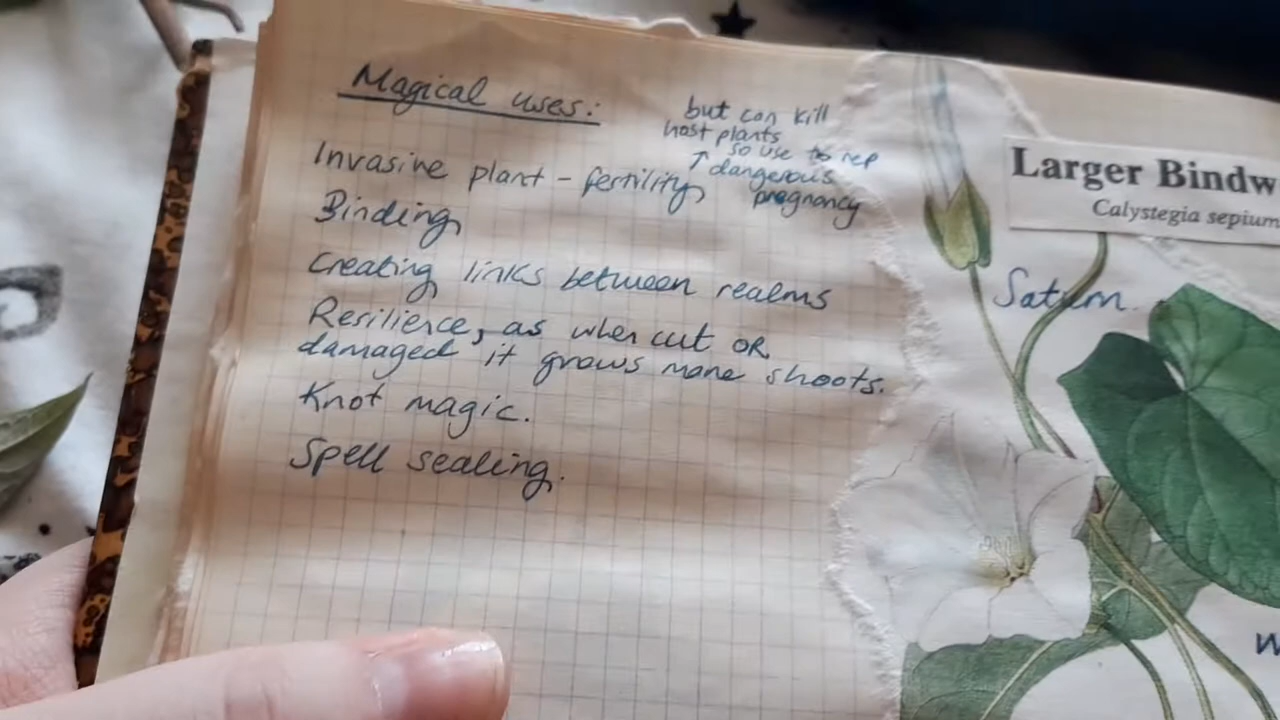 Magical uses:
but can kill
host plants
so use to rep
↑ dangerous
pregnancy
Invasive plant - fertility,
Binding,
Creating links between realms
Resilience, as when cut or
damaged it grows more shoots.
Knot magic.
Spell sealing.
Larger Bindw
Calystegia sepium
Saturn.
W